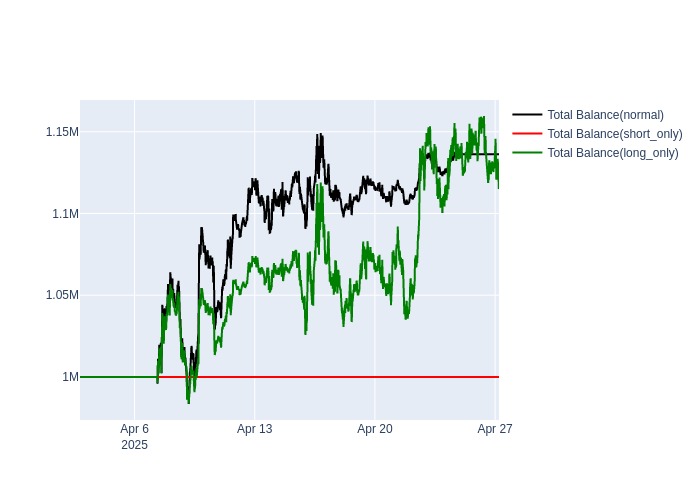 Total Balance(normal)
Total Balance(short_only)
Total Balance(long_only)
1.15M
1.1M
1.05M
1M
Apr 6
2025
Apr 13
Apr 20
Apr 27